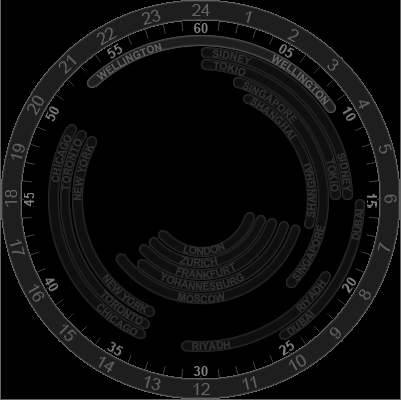 24
1
2
3
4
5
6
7
8
9
10
11
12
13
14
15
16
17
18
19
20
21
22
23
60
05
10
15
20
25
30
35
40
45
50
55
WELLINGTON
WELLINGTON
SIDNEY
SIDNEY
TOKIO
TOKIO
SINGAPORE
SINGAPORE
SHANGHAI
SHANGHAI
DUBAI
DUBAI
RIYADH
RIYADH
CHICAGO
TORONTO
NEW YORK
NEW YORK
TORONTO
CHICAGO
LONDON
ZURICH
FRANKFURT
YOHANNESBURG
MOSCOW